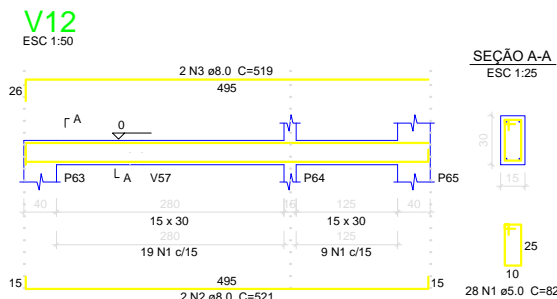 V12
ESC 1:50
2 N3 ø8.0 C=519
495
26
A
0
A
V57
P63
P64
P65
40
280
15
125
40
15 x 30
15 x 30
280
125
19 N1 c/15
9 N1 c/15
15
495
15
2 N2 ø8.0 C=521
SEÇÃO A-A
ESC 1:25
30
15
25
10
28 N1 ø5.0 C=82